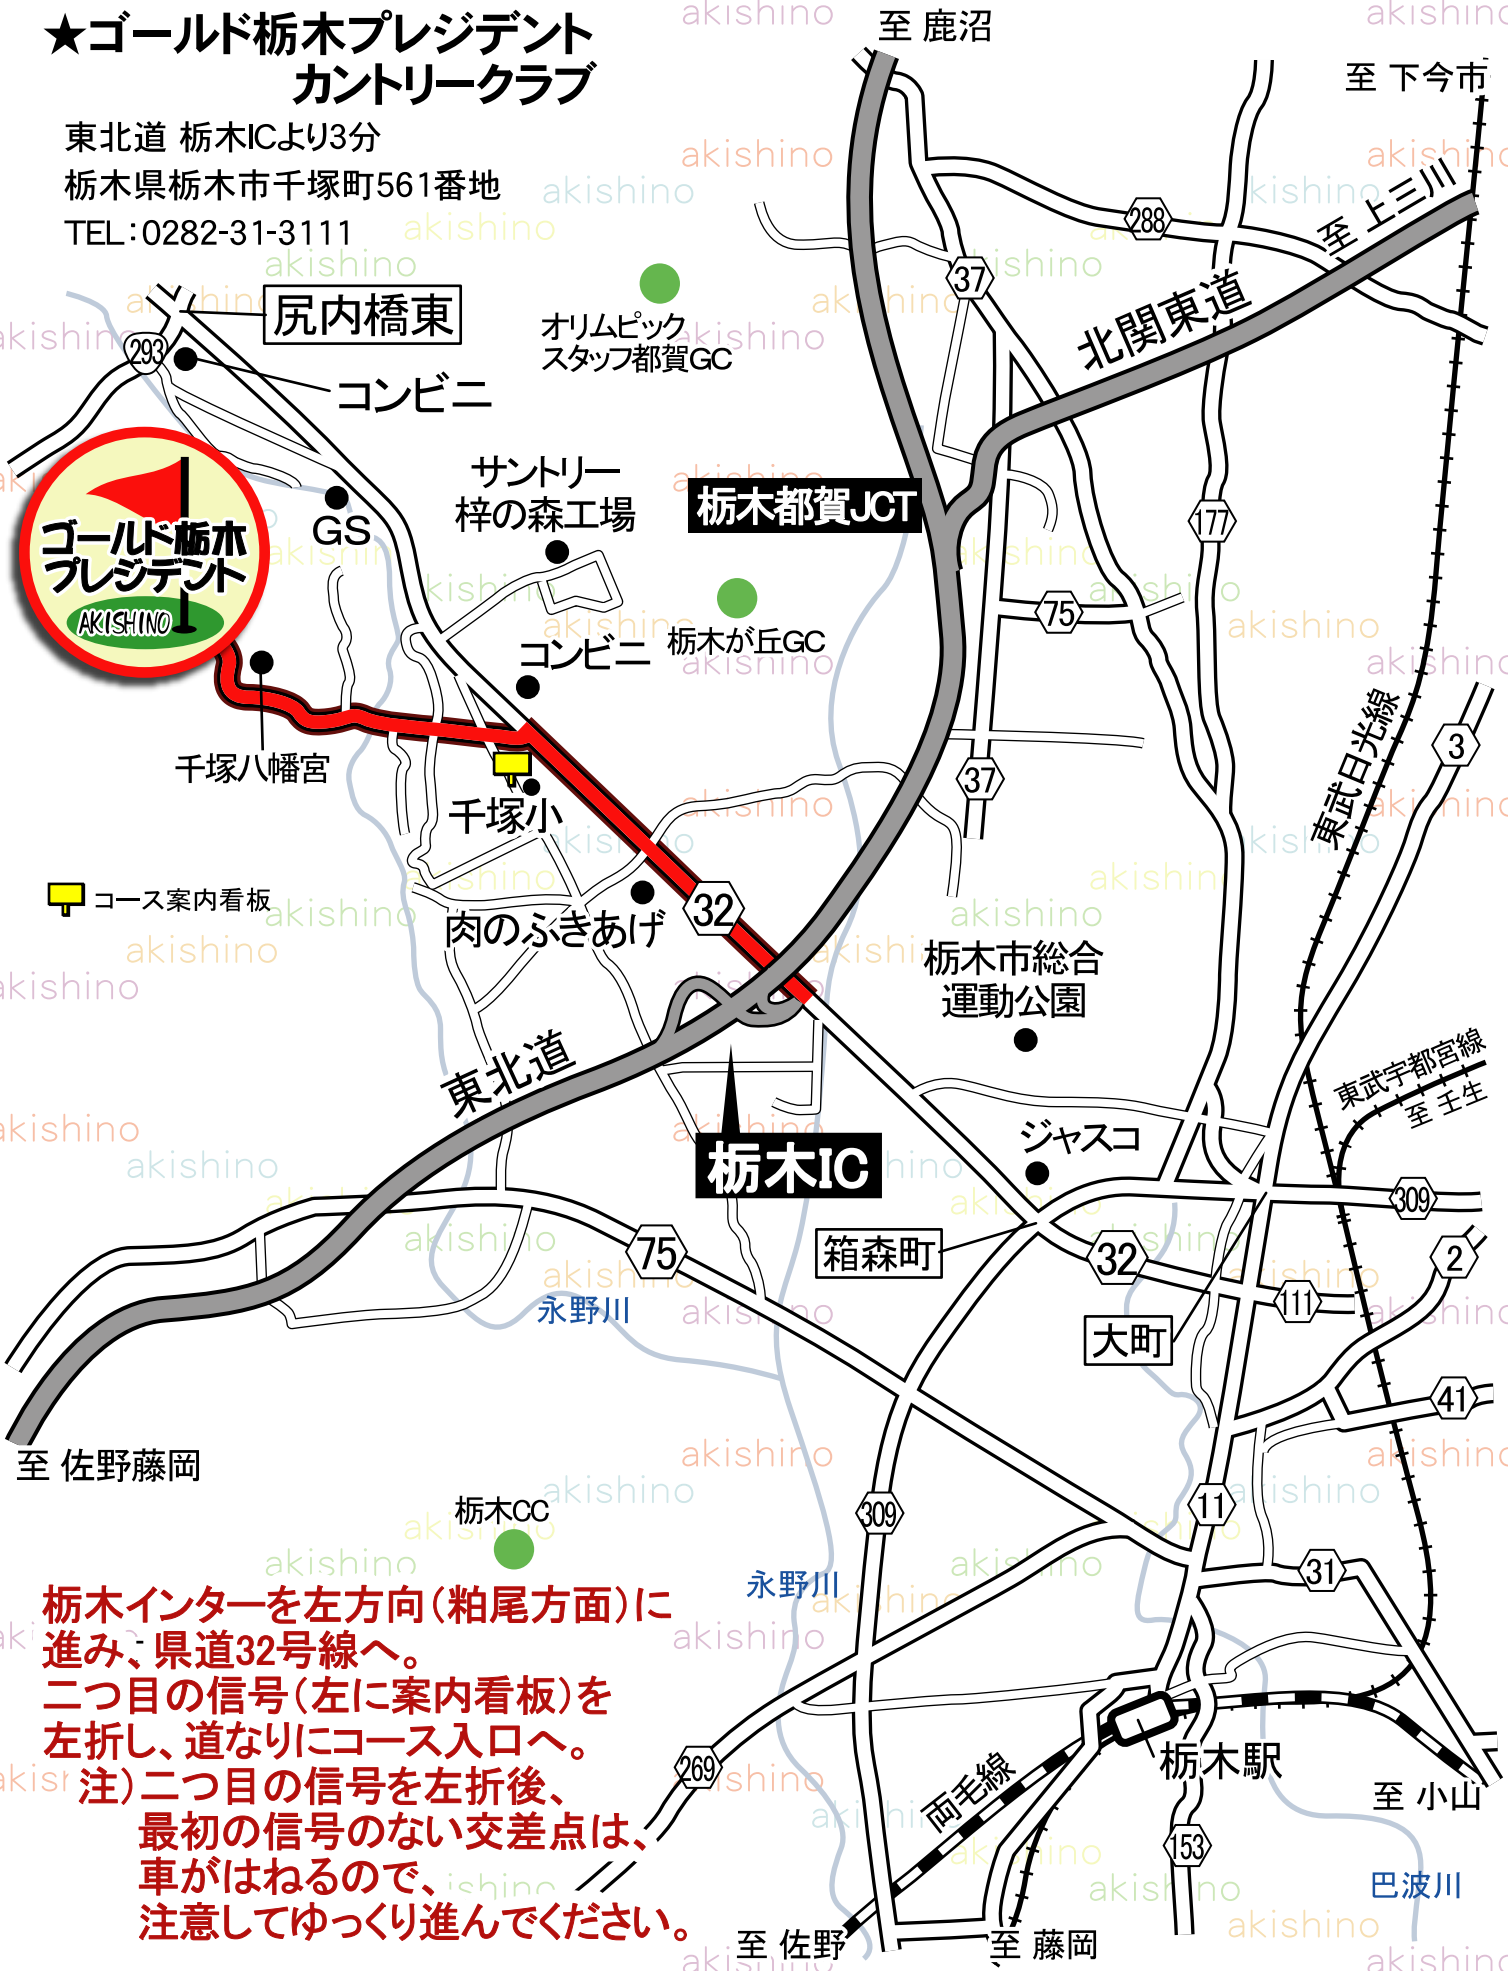 ★ゴールド栃木プレジデント
カントリークラブ
東北道 栃木ICより3分
栃木県栃木市千塚町561番地
TEL:0282-31-3111
至 鹿沼
至 下今市
至 上三川
288
37
北関東道
尻内橋東
293
コンビニ
オリムピック
スタッフ都賀GC
ゴールド栃木
プレジデント
AKISHINO
GS
サントリー
梓の森工場
栃木都賀JCT
177
75
栃木が丘GC
コンビニ
千塚八幡宮
千塚小
37
3
東武日光線
コース案内看板
肉のふきあげ
32
栃木市総合
運動公園
東北道
東武宇都宮線
至 壬生
栃木IC
ジャスコ
309
箱森町
75
32
2
111
永野川
大町
41
至 佐野藤岡
栃木CC
309
11
31
永野川
栃木インターを左方向(粕尾方面)に
進み、県道32号線へ。
二つ目の信号(左に案内看板)を
左折し、道なりにコース入口へ。
注)二つ目の信号を左折後、
最初の信号のない交差点は、
車がはねるので、
注意してゆっくり進んでください。
269
両毛線
栃木駅
至 小山
153
巴波川
至 佐野
至 藤岡
akishino